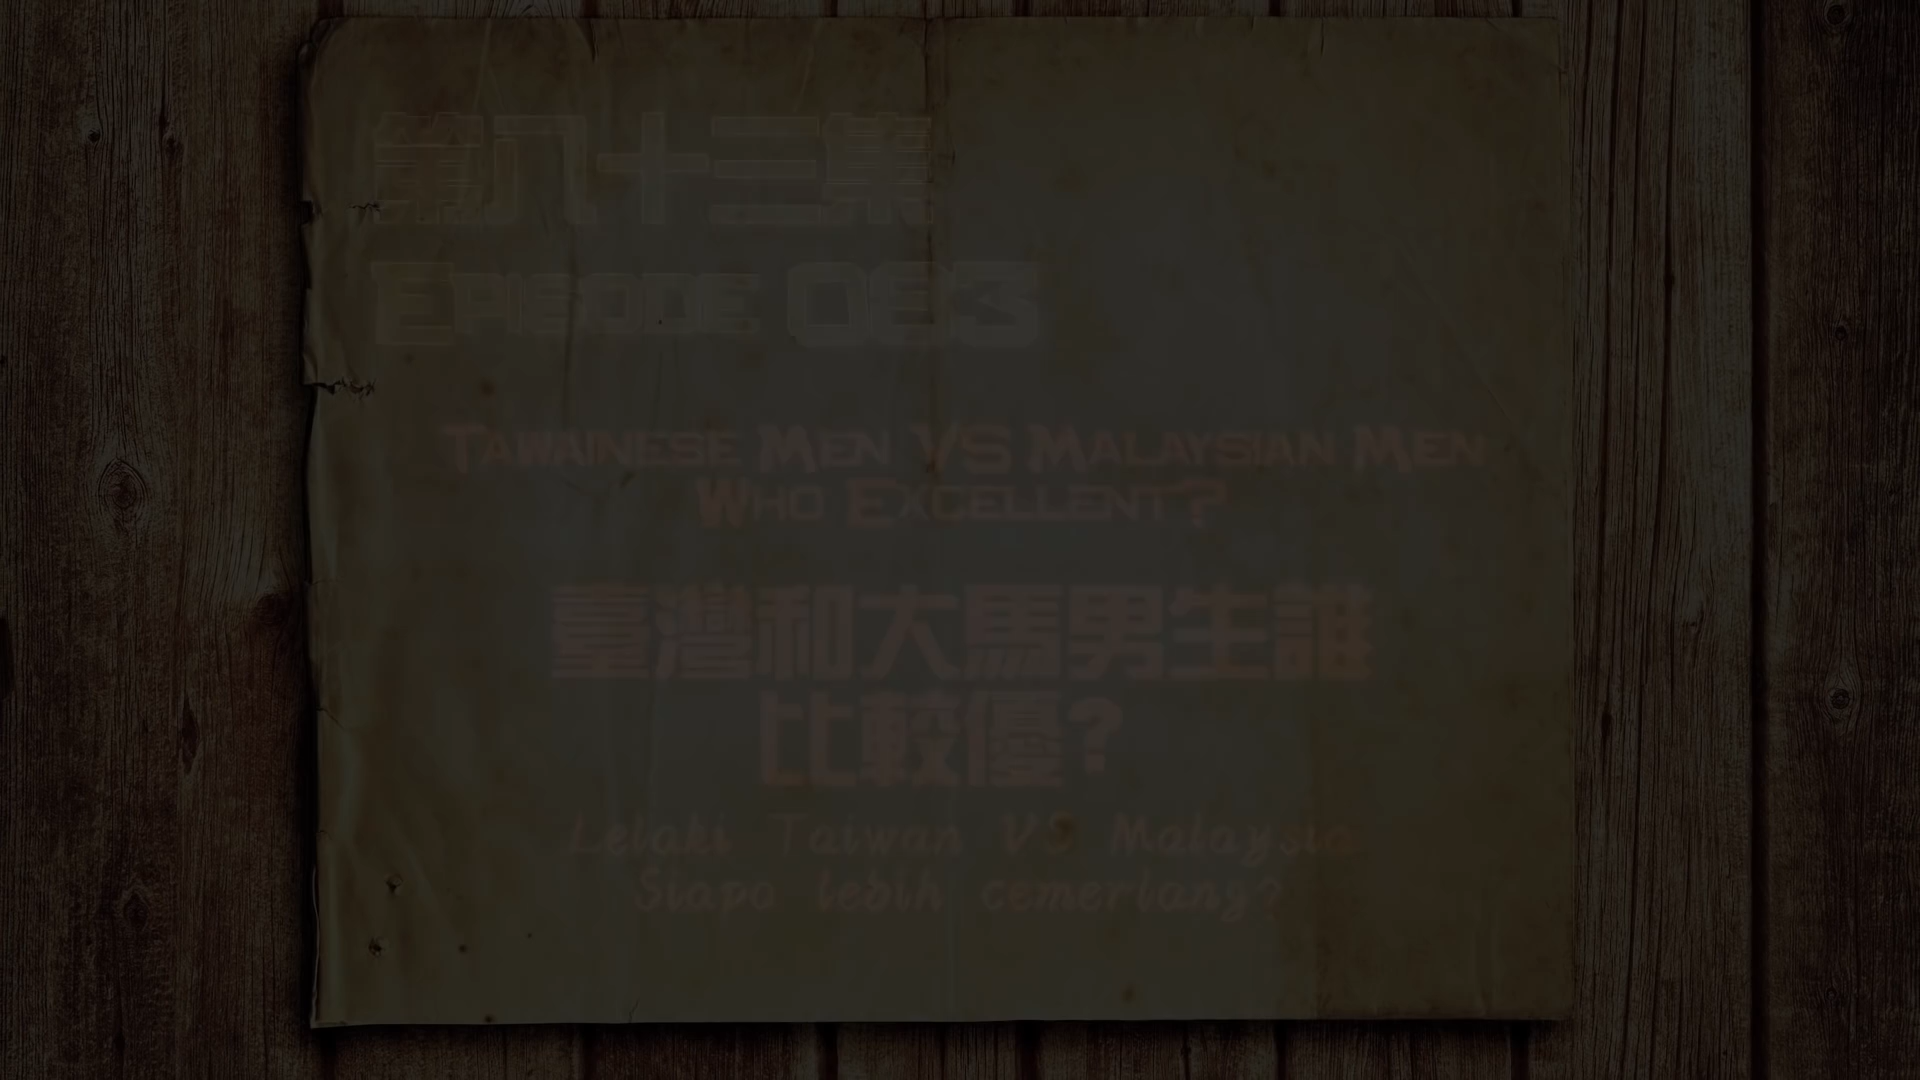 第八十三集
EPISODE 083
TAWAINESE MEN VS MALAYSIAN MEN
WHO EXCELLENT?
臺灣和大馬男生誰
比較優?
Lelaki Taiwan VS Malaysia
Siapa lebih cemerlang?